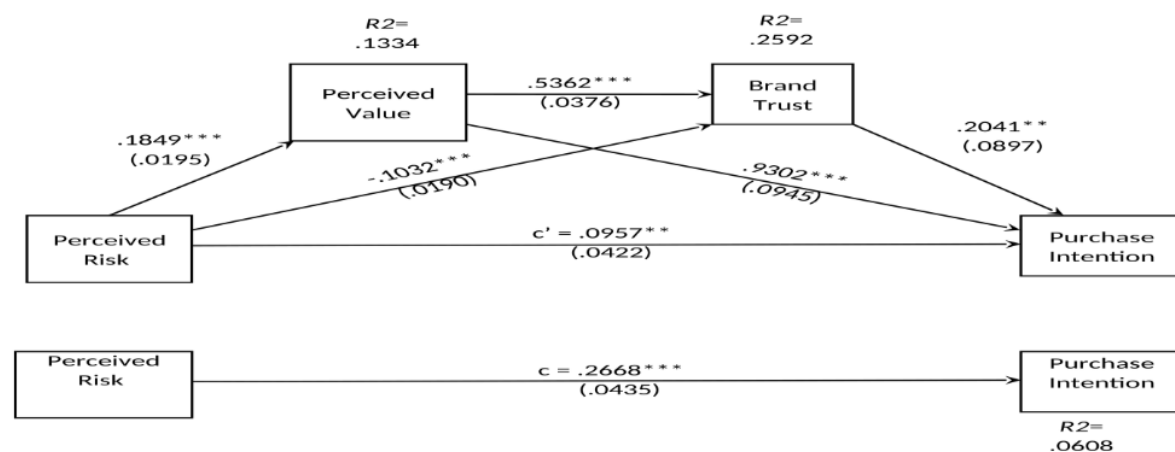 R2=
.1334
R2=
.2592
Perceived
Value
.5362***
(.0376)
Brand
Trust
.1849***
(.0195)
-.1032***
(.0190)
.9302***
(.0945)
.2041**
(.0897)
Perceived
Risk
c’ = .0957**
(.0422)
Purchase
Intention
Perceived
Risk
c = .2668***
(.0435)
Purchase
Intention
R2=
.0608